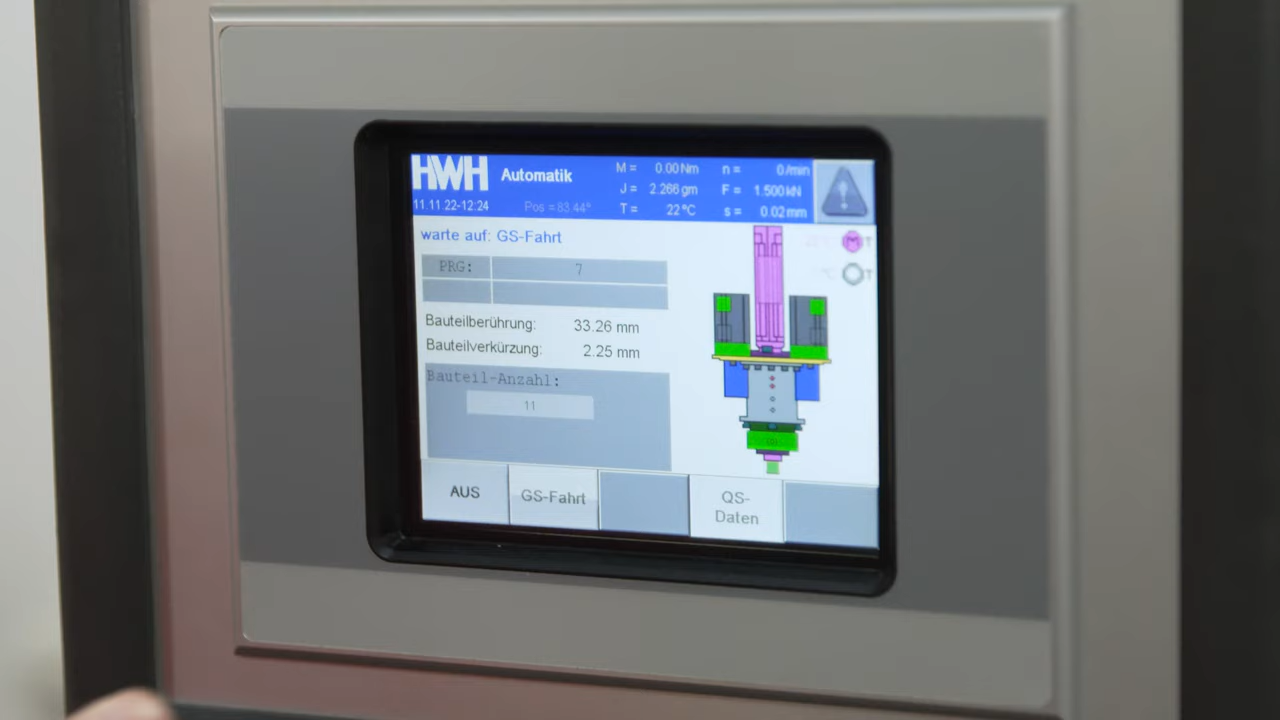 HWH
Automatik
M = 0.00 Nm n = 0 /min
J = 2.266 gm F = 1.500 kN
11.11.22-12:24 Pos = 83.44° T = 22 °C s = 0.02 mm
warte auf: GS-Fahrt
PRG: 7
Bauteilberührung: 33.26 mm
Bauteilverkürzung: 2.25 mm
Bauteil-Anzahl:
11
M T
°C T
AUS
GS-Fahrt
QS-
Daten